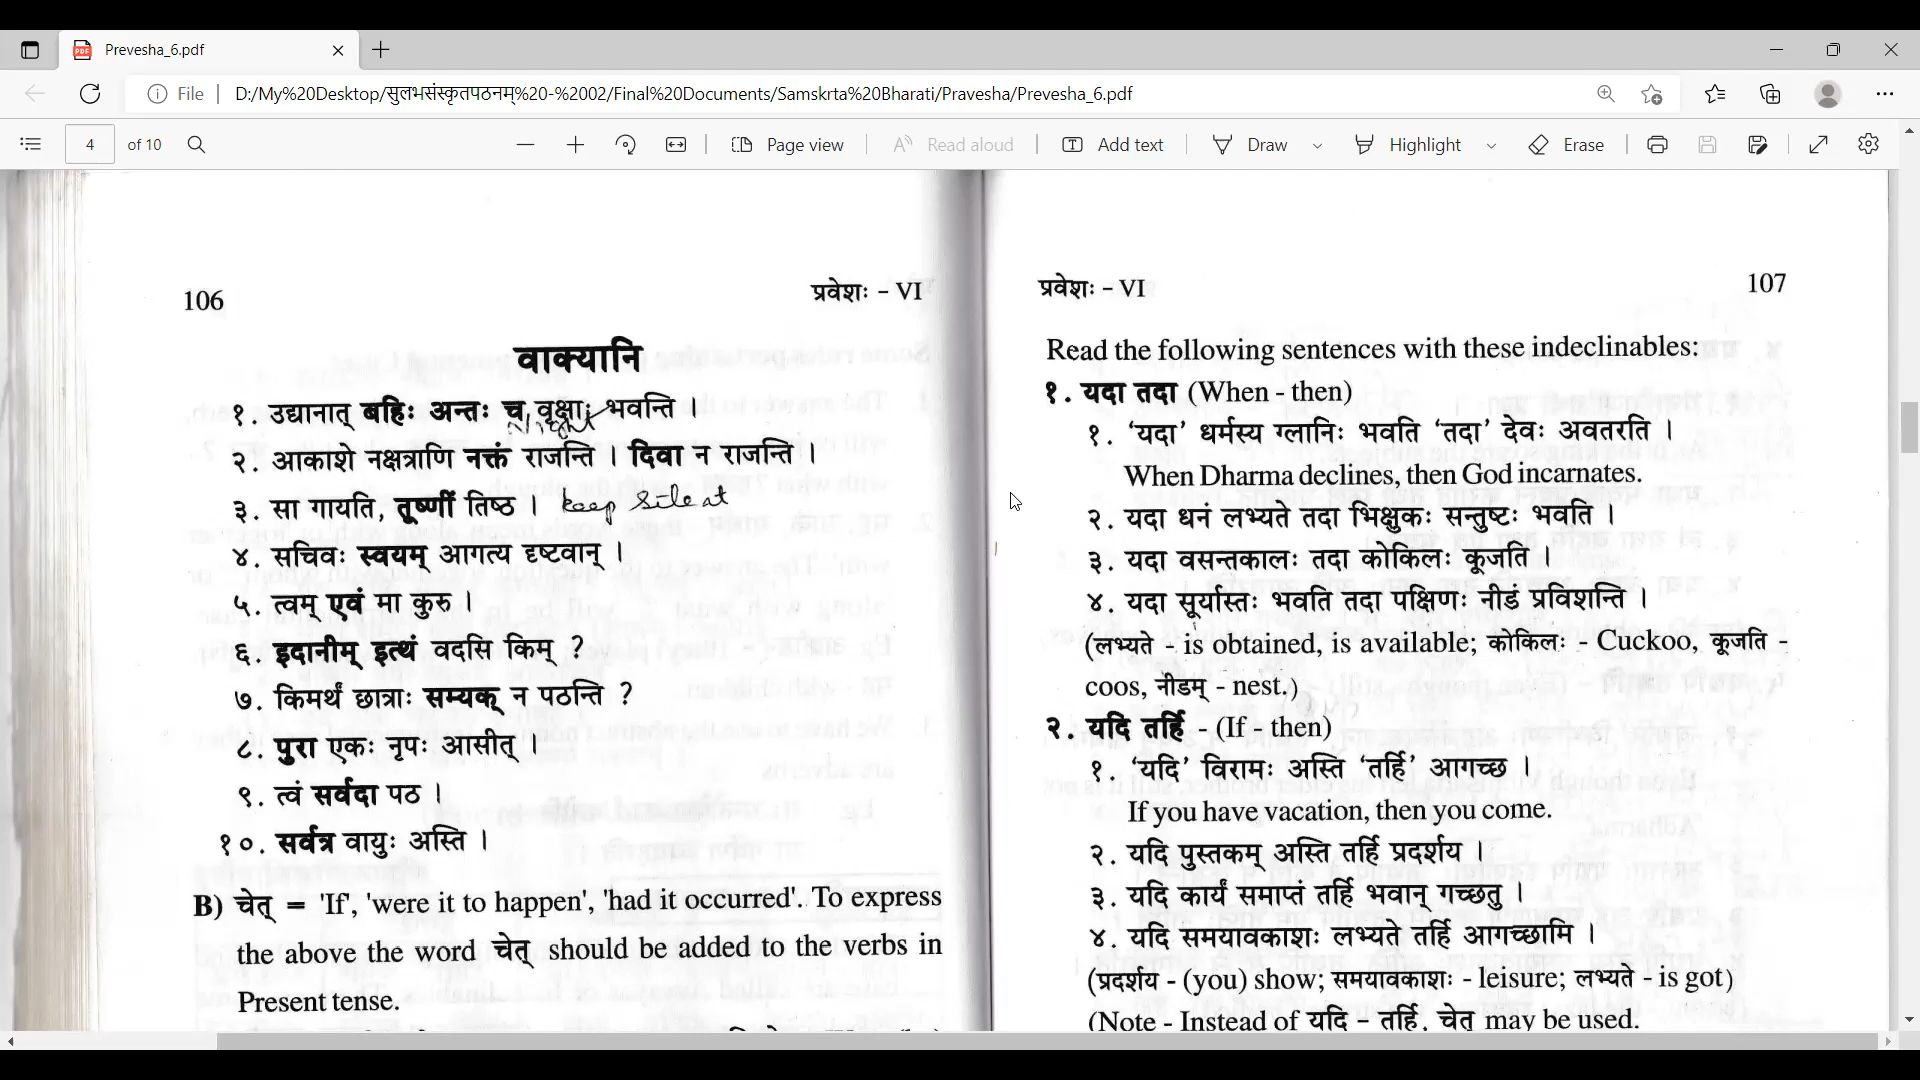 Prevesha_6.pdf
File
D:/My%20Desktop/सुलभसंस्कृतपठनम्%20-%2002/Final%20Documents/Samskrta%20Bharati/Pravesha/Prevesha_6.pdf
4 of 10
Page view
Read aloud
Add text
Draw
Highlight
Erase
106
प्रवेशः - VI
वाक्यानि
१. उद्यानात् बहिः अन्तः च वृक्षाः भवन्ति ।
Night
२. आकाशे नक्षत्राणि नक्तं राजन्ति । दिवा न राजन्ति ।
३. सा गायति, तूष्णीं तिष्ठ । keep
४. सचिवः स्वयम् आगत्य दृष्टवान् ।
५. त्वम् एवं मा कुरु ।
६. इदानीम् इत्थं वदसि किम् ?
७. किमर्थं छात्राः सम्यक् न पठन्ति ?
८. पुरा एकः नृपः आसीत् ।
९. त्वं सर्वदा पठ ।
१०. सर्वत्र वायुः अस्ति ।
B) चेत् = 'If', 'were it to happen', 'had it occurred'. To express
the above the word चेत् should be added to the verbs in
Present tense.
प्रवेशः - VI
107
Read the following sentences with these indeclinables:
१. यदा तदा (When - then)
१. ‘यदा’ धर्मस्य ग्लानिः भवति ‘तदा’ देवः अवतरति ।
When Dharma declines, then God incarnates.
२. यदा धनं लभ्यते तदा भिक्षुकः सन्तुष्टः भवति ।
३. यदा वसन्तकालः तदा कोकिलः कूजति ।
४. यदा सूर्यास्तः भवति तदा पक्षिणः नीडं प्रविशन्ति ।
(लभ्यते - is obtained, is available; कोकिलः - Cuckoo, कूजति -
coos, नीडम् - nest.)
२. यदि तर्हि - (If - then)
१. ‘यदि’ विरामः अस्ति ‘तर्हि’ आगच्छ ।
If you have vacation, then you come.
२. यदि पुस्तकम् अस्ति तर्हि प्रदर्शय ।
३. यदि कार्यं समाप्तं तर्हि भवान् गच्छतु ।
४. यदि समयावकाशः लभ्यते तर्हि आगच्छामि ।
(प्रदर्शय - (you) show; समयावकाशः - leisure; लभ्यते - is got)
(Note - Instead of यदि - तर्हि, चेत् may be used.